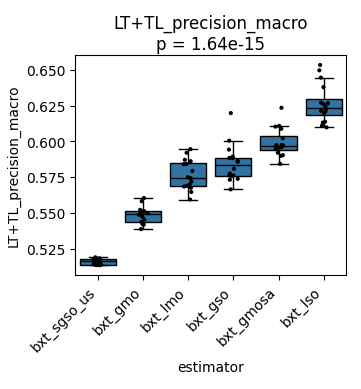 LT+TL_precision_macro
p = 1.64e-15
LT+TL_precision_macro
0.650
0.625
0.600
0.575
0.550
0.525
bxt_sgso_us
bxt_gmo
bxt_lmo
bxt_gso
bxt_gmosa
bxt_lso
estimator